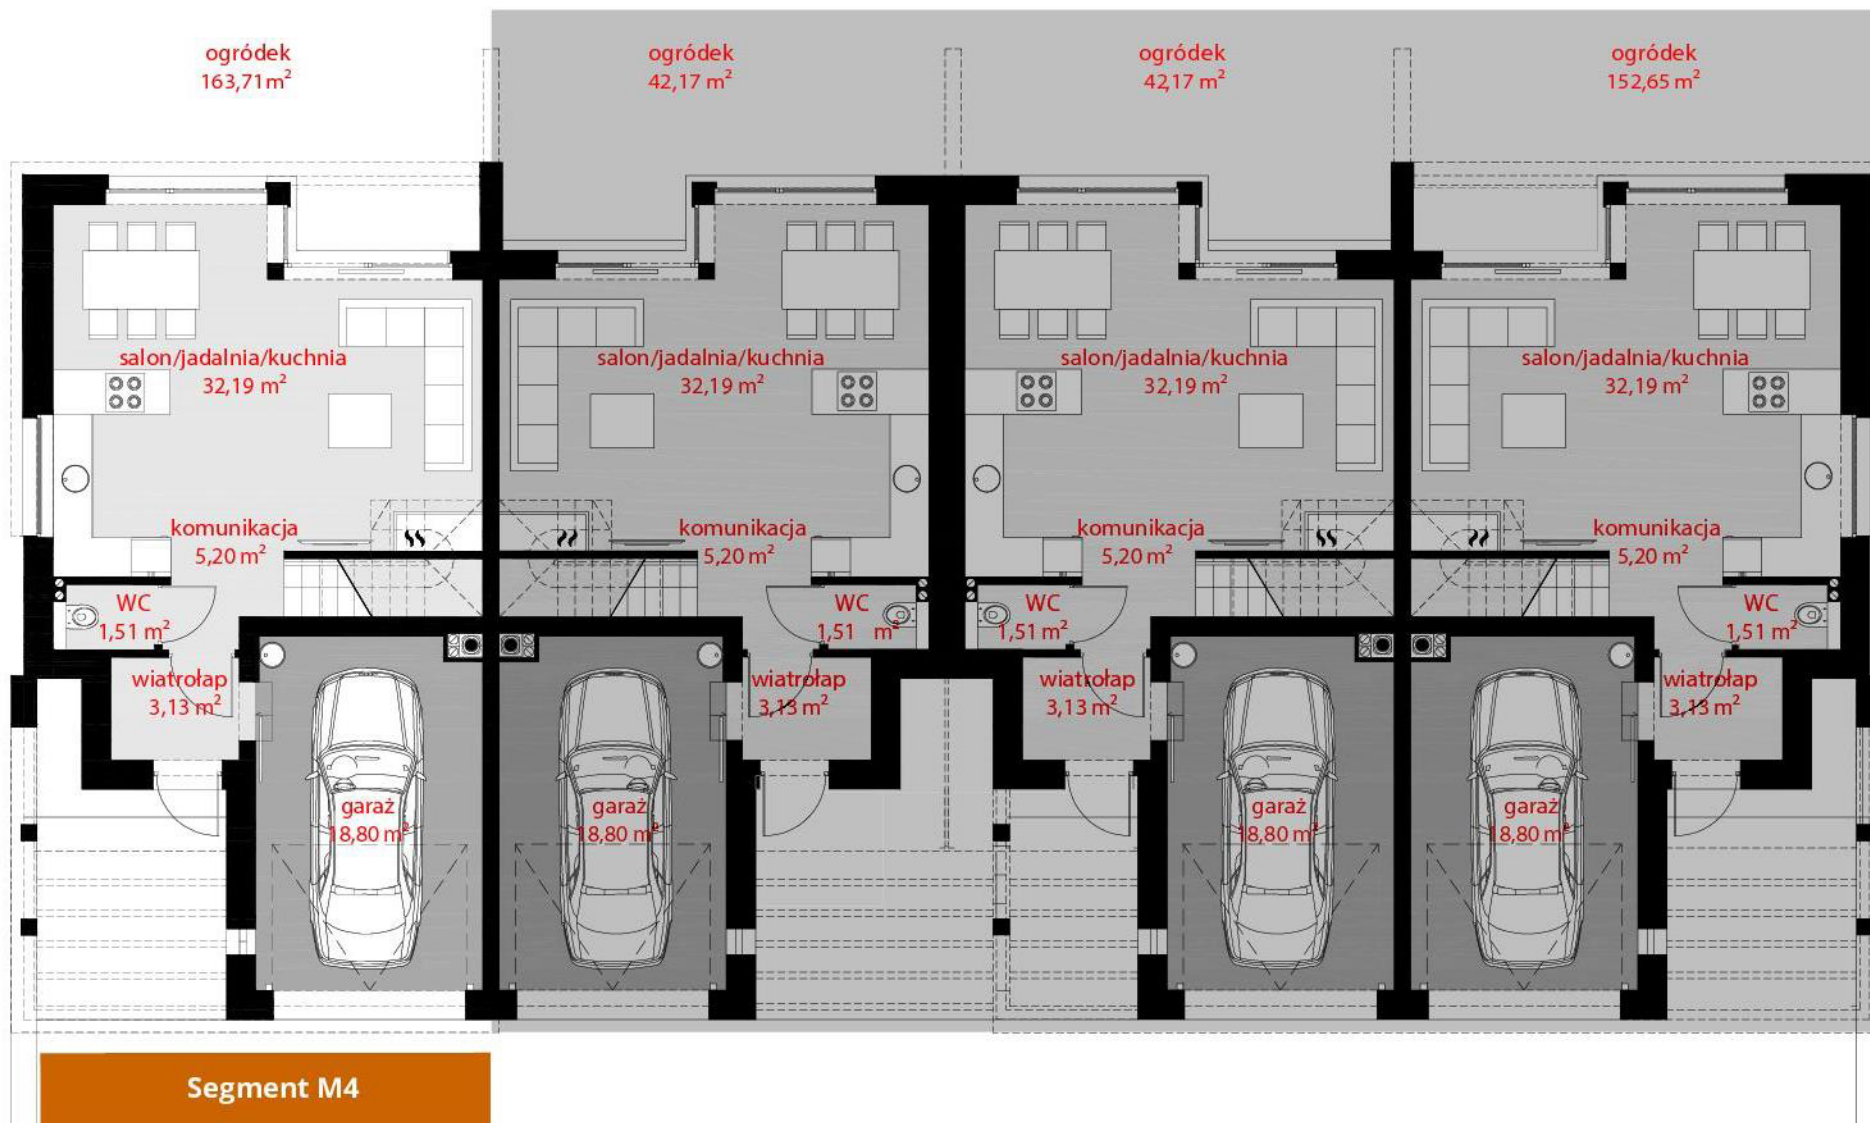 ogródek
163,71m²
ogródek
42,17 m²
ogródek
42,17 m²
ogródek
152,65 m²
salon/jadalnia/kuchnia
32,19 m²
salon/jadalnia/kuchnia
32,19 m²
salon/jadalnia/kuchnia
32,19 m²
salon/jadalnia/kuchnia
32,19 m²
komunikacja
5,20 m²
komunikacja
5,20 m²
komunikacja
5,20 m²
komunikacja
5,20 m²
WC
1,51 m²
WC
1,51 m²
WC
1,51 m²
WC
1,51 m²
wiatrołap
3,13 m²
wiatrołap
3,13 m²
wiatrołap
3,13 m²
wiatrołap
3,13 m²
garaż
18,80 m²
garaż
18,80 m²
garaż
18,80 m²
garaż
18,80 m²
Segment M4